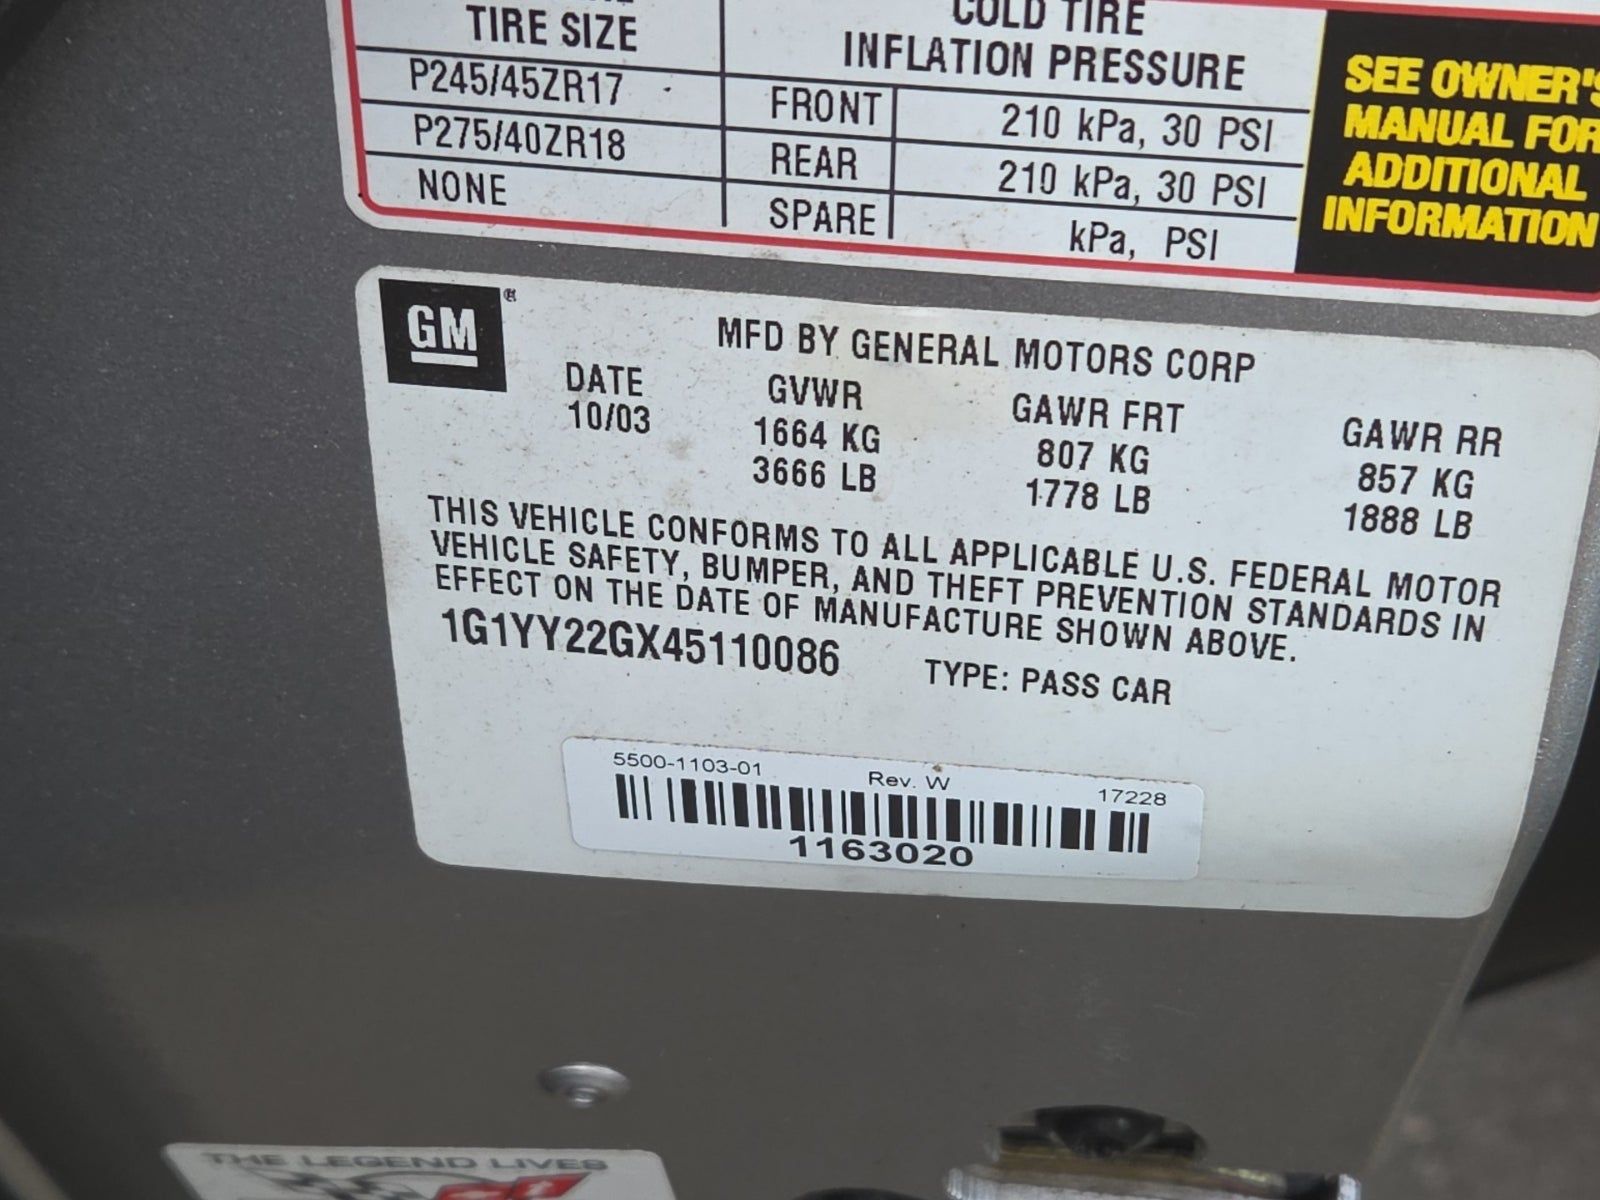 TIRE SIZE
COLD TIRE
INFLATION PRESSURE
P245/45ZR17 FRONT 210 kPa, 30 PSI
P275/40ZR18 REAR 210 kPa, 30 PSI
NONE SPARE kPa, PSI
SEE OWNER'S
MANUAL FOR
ADDITIONAL
INFORMATION
GM®
MFD BY GENERAL MOTORS CORP
DATE GVWR GAWR FRT GAWR RR
10/03 1664 KG 807 KG 857 KG
3666 LB 1778 LB 1888 LB
THIS VEHICLE CONFORMS TO ALL APPLICABLE U.S. FEDERAL MOTOR
VEHICLE SAFETY, BUMPER, AND THEFT PREVENTION STANDARDS IN
EFFECT ON THE DATE OF MANUFACTURE SHOWN ABOVE.
1G1YY22GX45110086 TYPE: PASS CAR
5500-1103-01 Rev. W 17228
1163020
THE LEGEND LIVES